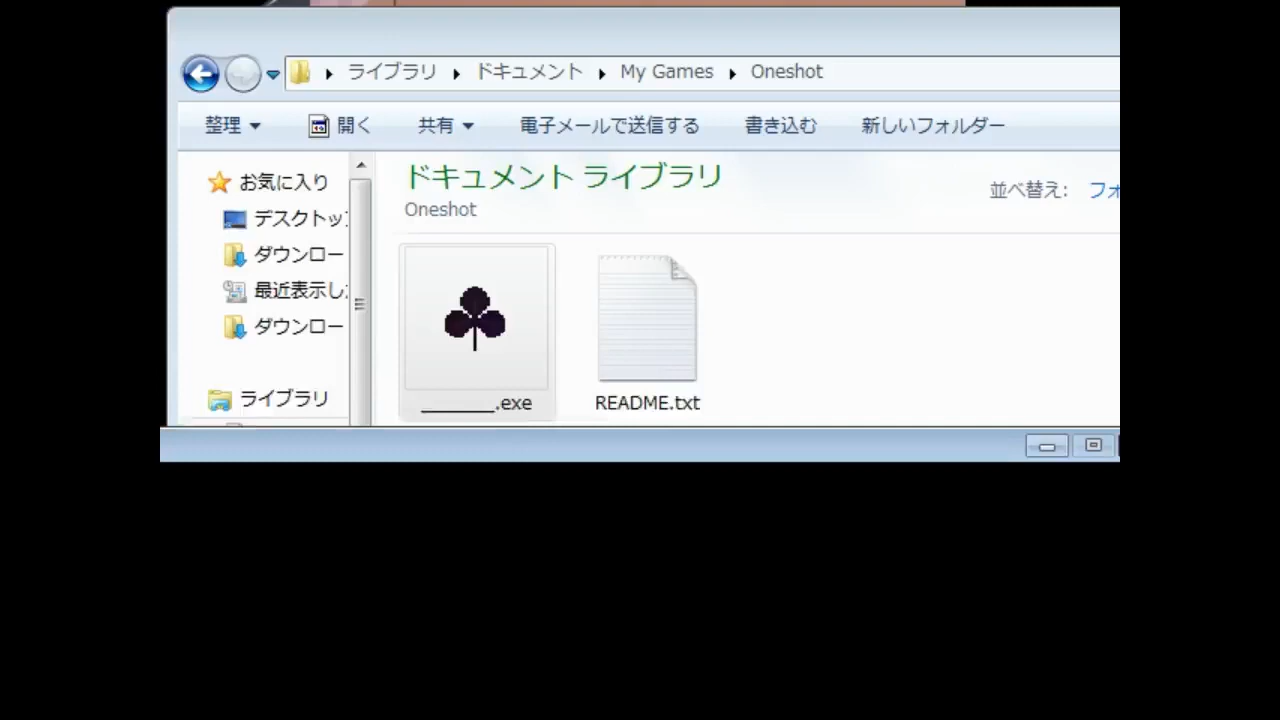 ライブラリ ドキュメント My Games Oneshot
整理 開く 共有 電子メールで送信する 書き込む 新しいフォルダー
お気に入り
デスクトップ
ダウンロー
最近表示し
ダウンロー
ライブラリ
ドキュメント ライブラリ
Oneshot
並べ替え: フォ
________.exe
README.txt